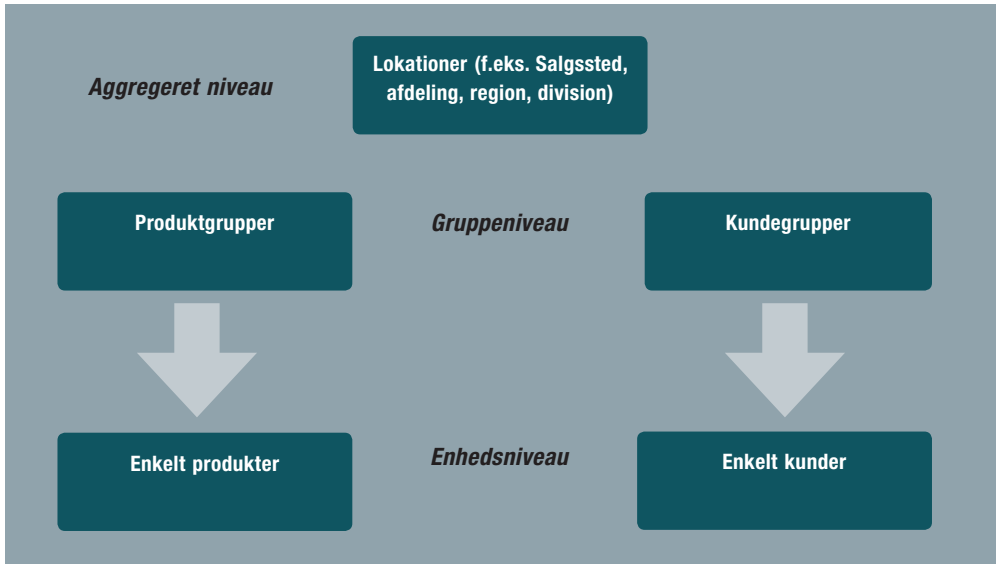 Aggregeret niveau
Lokationer (f.eks. Salgssted,
afdeling, region, division)
Produktgrupper
Gruppeniveau
Kundegrupper
Enkelt produkter
Enhedsniveau
Enkelt kunder